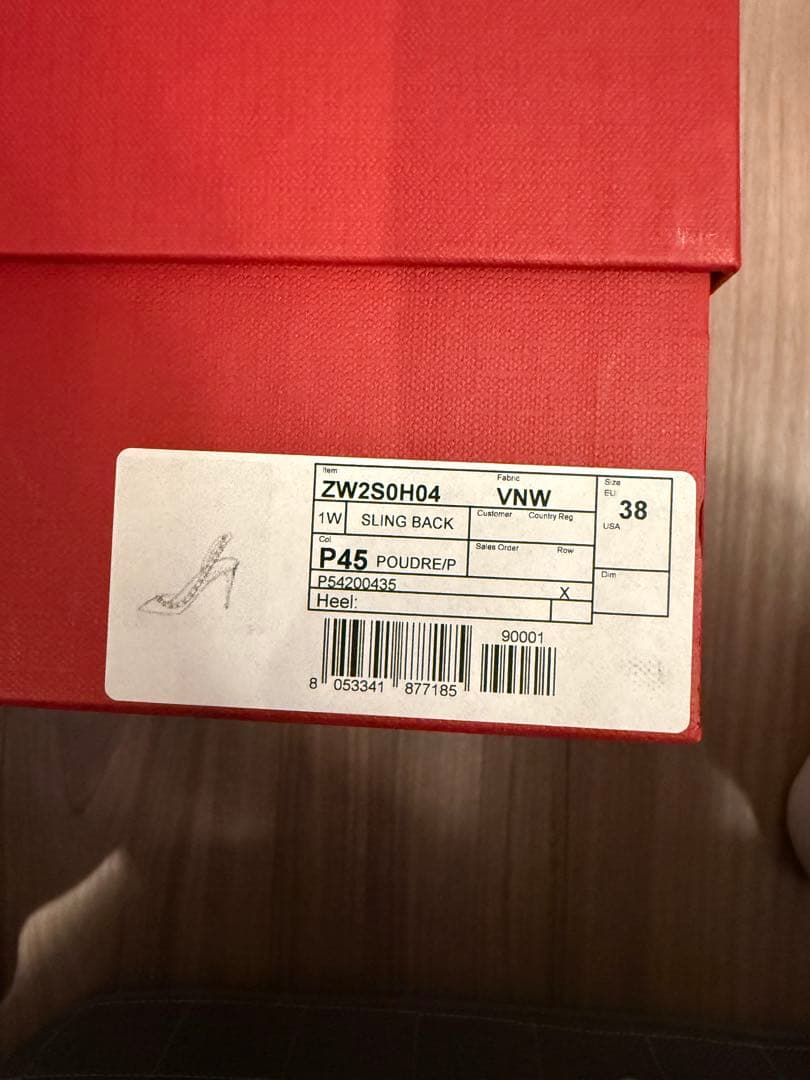 Item
ZW2S0H04
Fabric
VNW
Size
EU 38
USA
1W SLING BACK
Customer Country Reg
Col.
P45 POUDRE/P
Sales Order Row
P54200435
X
Dim
Heel:
90001
8 053341 877185